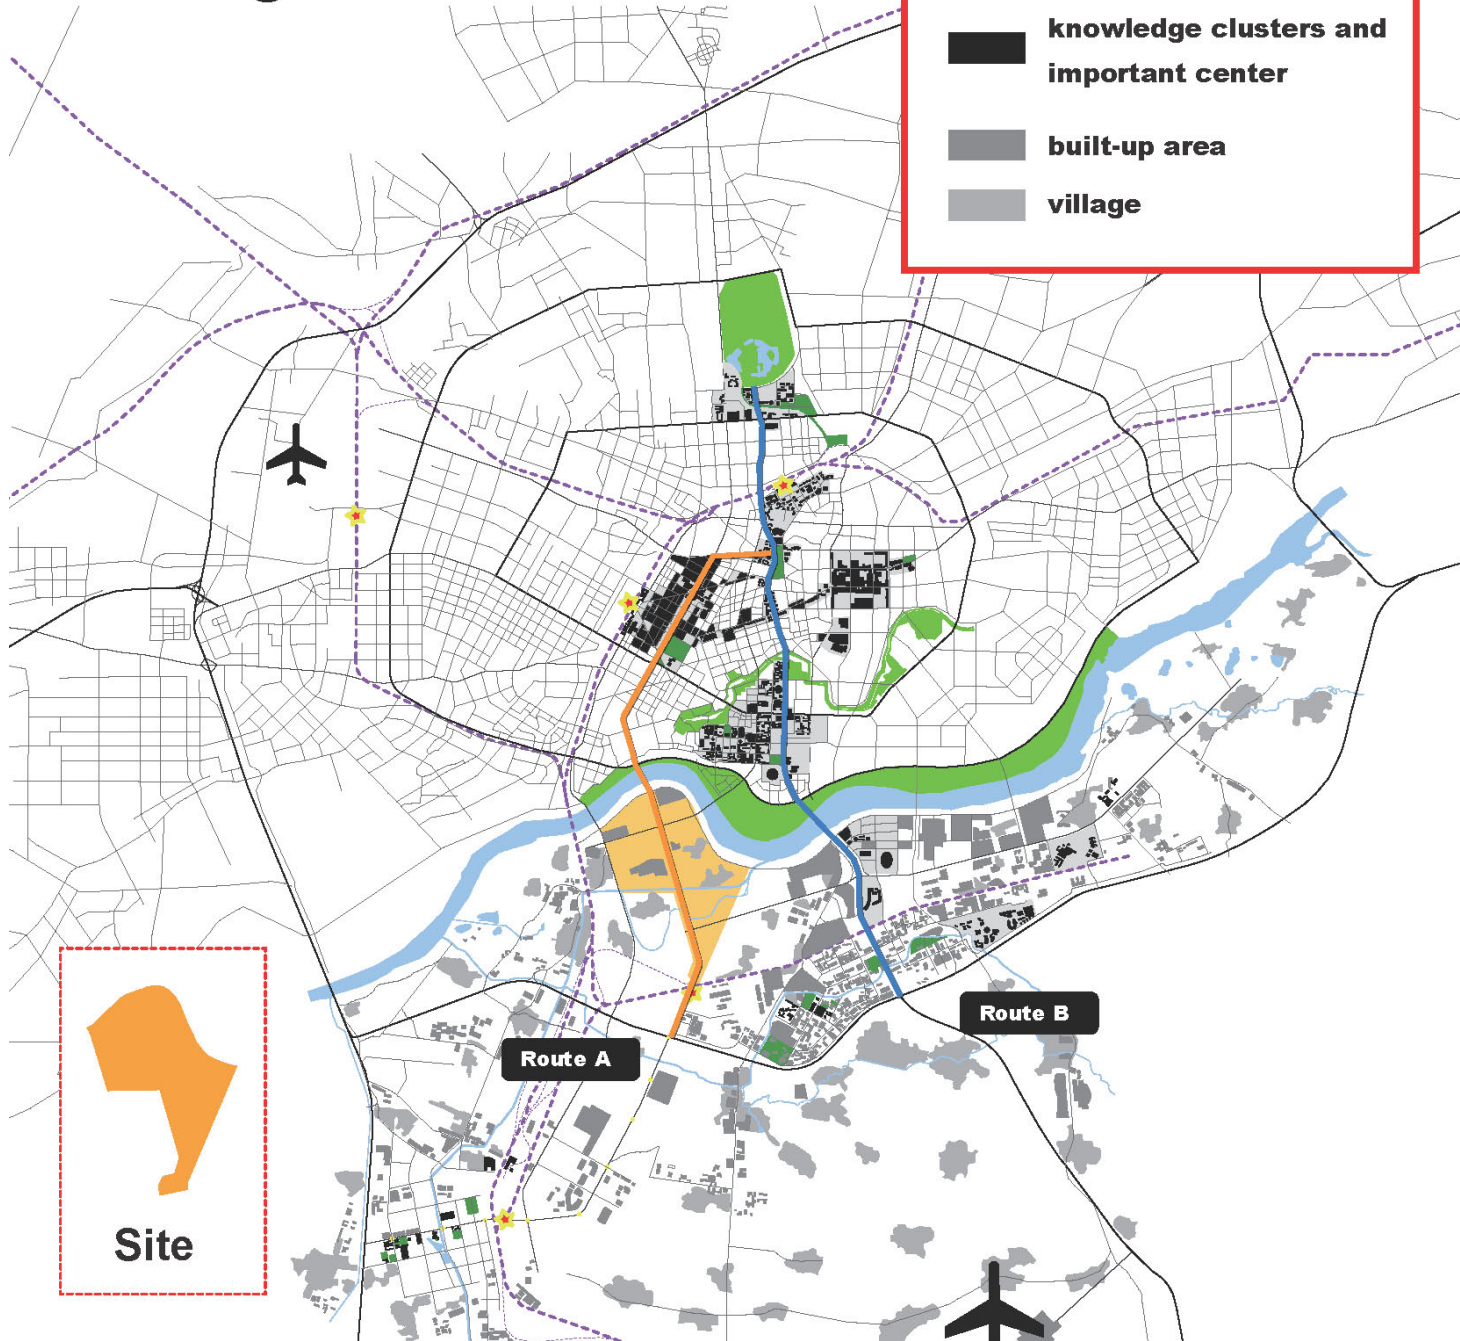 knowledge clusters and
important center
built-up area
village
Route B
Route A
Site